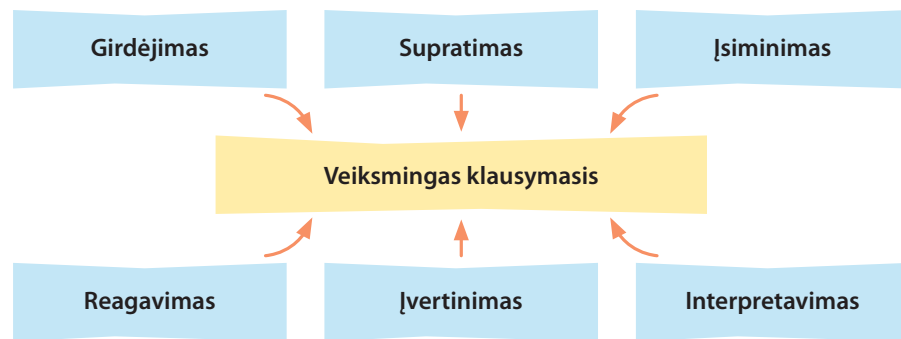 Girdėjimas
Supratimas
Įsiminimas
Veiksmingas klausymasis
Reagavimas
Įvertinimas
Interpretavimas